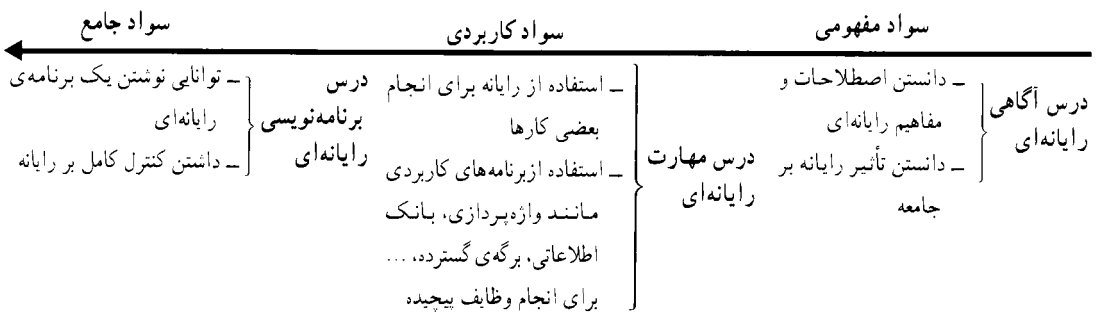 سواد مفهومی
سواد کاربردی
سواد جامع
درس آگاهی
رایانه‌ای
ـ دانستن اصطلاحات و
مفاهیم رایانه‌ای
ـ دانستن تأثیر رایانه بر
جامعه
درس مهارت
رایانه‌ای
ـ استفاده از رایانه برای انجام
بعضی کارها
ـ استفاده ازبرنامه‌های کاربردی
مانند واژه‌پردازی، بانک
اطلاعاتی، برگه‌ی گسترده، ...
برای انجام وظایف پیچیده
درس
برنامه‌نویسی
رایانه‌ای
ـ توانایی نوشتن یک برنامه‌ی
رایانه‌ای
ـ داشتن کنترل کامل بر رایانه